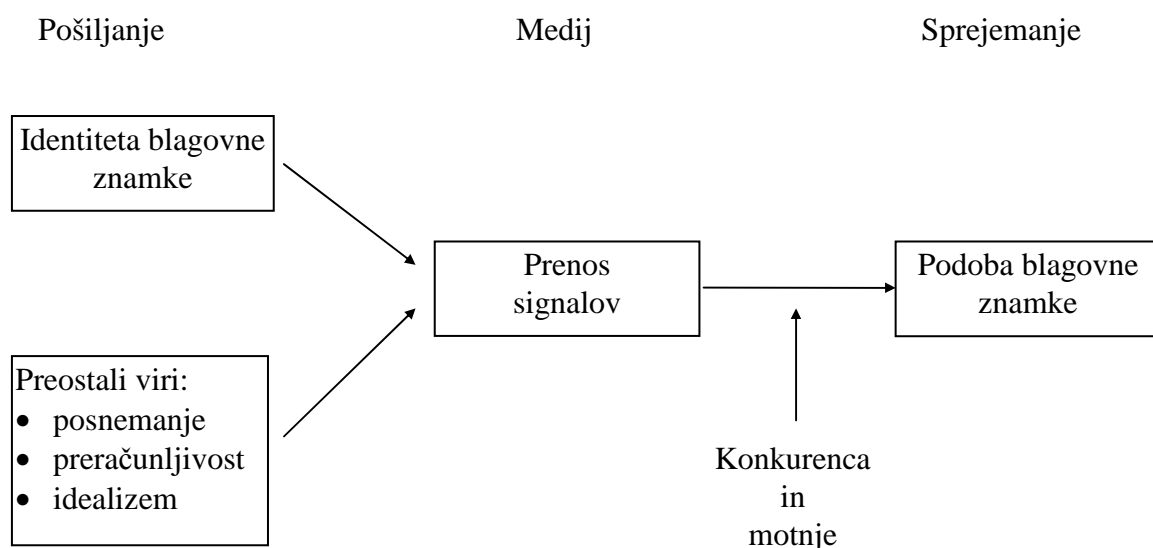 Pošiljanje Medij Sprejemanje
Identiteta blagovne
znamke
Prenos
signalov
Podoba blagovne
znamke
Preostali viri:
• posnemanje
• preračunljivost
• idealizem
Konkurenca
in
motnje